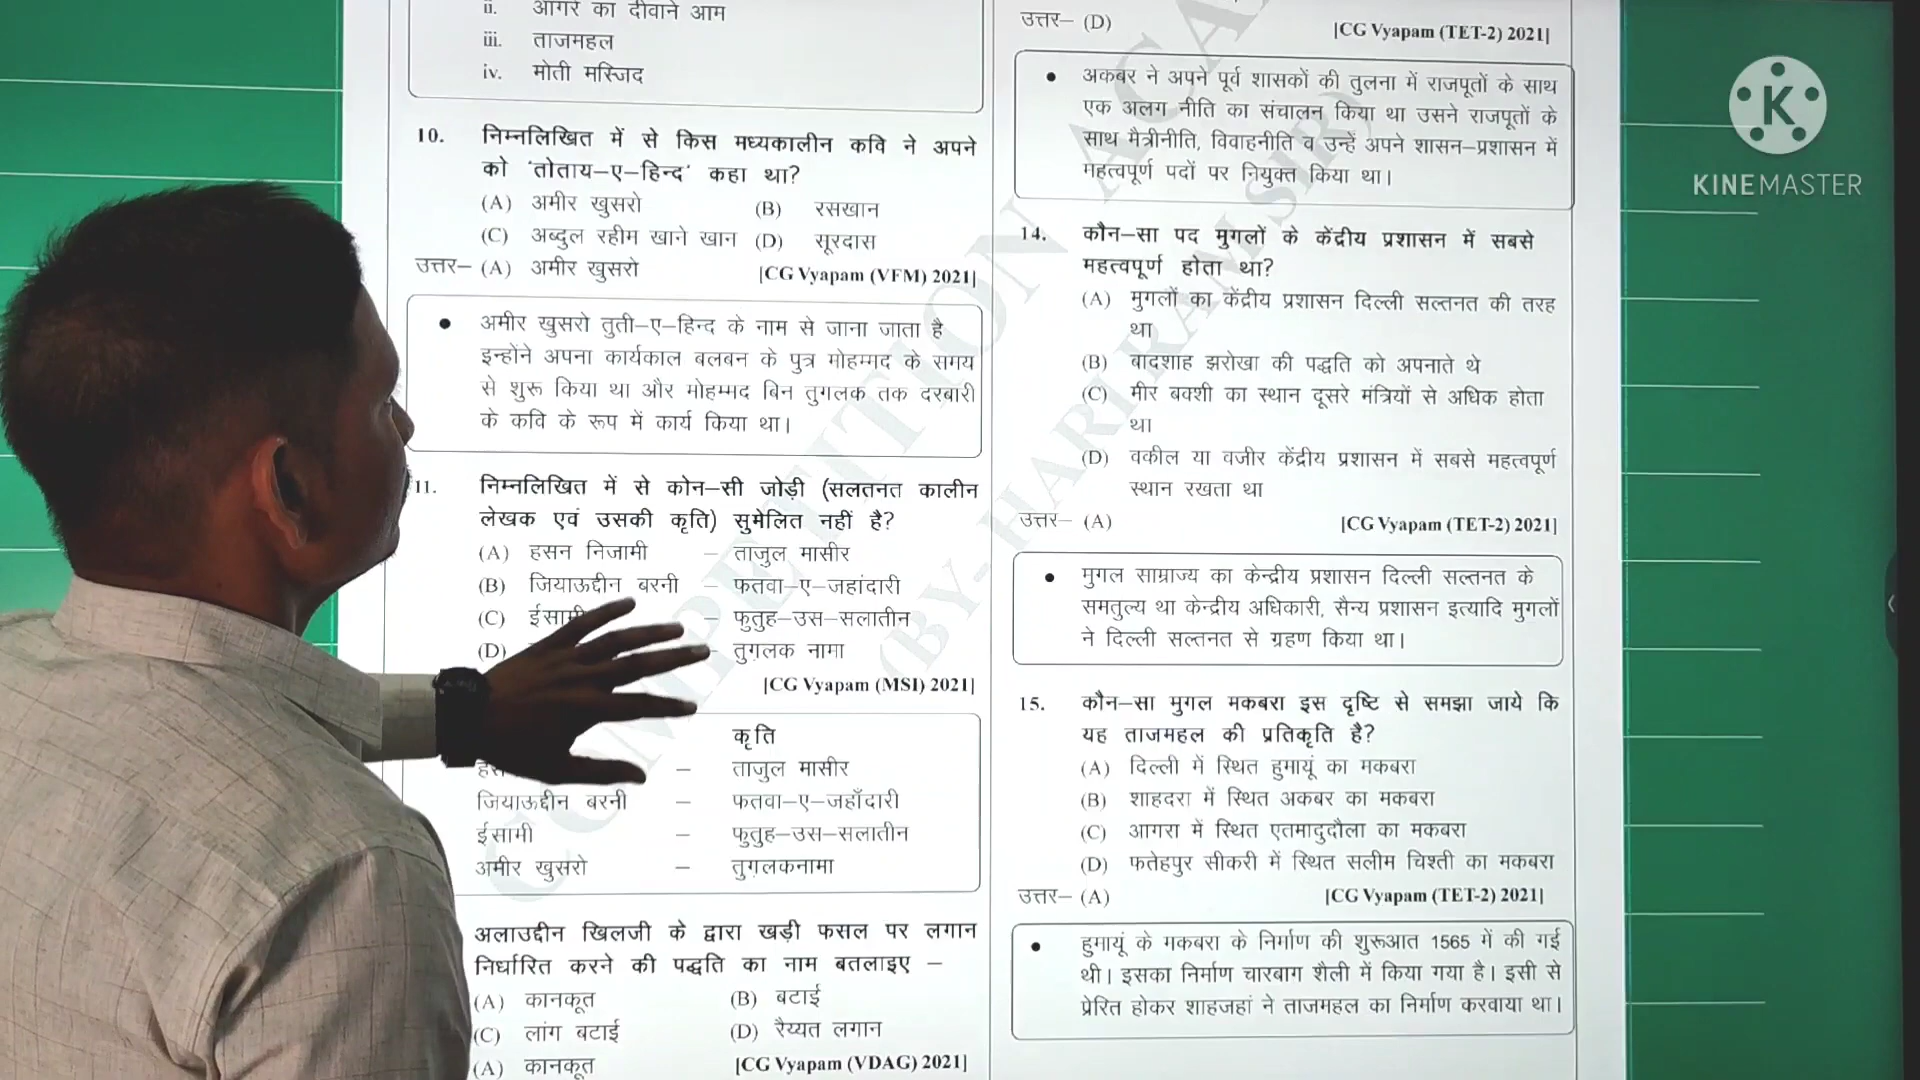 ii. आगरे का दीवाने आम
iii. ताजमहल
iv. मोती मस्जिद
10. निम्नलिखित में से किस मध्यकालीन कवि ने अपने
को 'तोताय–ए–हिन्द' कहा था?
(A) अमीर खुसरो (B) रसखान
(C) अब्दुल रहीम खाने खान (D) सूरदास
उत्तर– (A) अमीर खुसरो [CG Vyapam (VFM) 2021]
• अमीर खुसरो तुती–ए–हिन्द के नाम से जाना जाता है
इन्होंने अपना कार्यकाल बलबन के पुत्र मोहम्मद के समय
से शुरू किया था और मोहम्मद बिन तुगलक तक दरबारी
के कवि के रूप में कार्य किया था।
11. निम्नलिखित में से कोन–सी जोड़ी (सलतनत कालीन
लेखक एवं उसकी कृति) सुमेलित नहीं है?
(A) हसन निजामी – ताजुल मासीर
(B) जियाऊद्दीन बरनी – फतवा–ए–जहांदारी
(C) ईसामी – फुतुह–उस–सलातीन
(D) – तुग़लक नामा
[CG Vyapam (MSI) 2021]
कृति
– ताजुल मासीर
जियाऊद्दीन बरनी – फतवा–ए–जहाँदारी
ईसामी – फुतुह–उस–सलातीन
अमीर खुसरो – तुग़लकनामा
अलाउद्दीन खिलजी के द्वारा खड़ी फसल पर लगान
निर्धारित करने की पद्धति का नाम बतलाइए –
(A) कानकूत (B) बटाई
(C) लांग बटाई (D) रैय्यत लगान
(A) कानकूत [CG Vyapam (VDAG) 2021]
उत्तर– (D) [CG Vyapam (TET-2) 2021]
• अकबर ने अपने पूर्व शासकों की तुलना में राजपूतों के साथ
एक अलग नीति का संचालन किया था उसने राजपूतों के
साथ मैत्रीनीति, विवाहनीति व उन्हें अपने शासन–प्रशासन में
महत्वपूर्ण पदों पर नियुक्त किया था।
14. कौन–सा पद मुगलों के केंद्रीय प्रशासन में सबसे
महत्वपूर्ण होता था?
(A) मुगलों का केंद्रीय प्रशासन दिल्ली सल्तनत की तरह
था
(B) बादशाह झरोखा की पद्धति को अपनाते थे
(C) मीर बक्शी का स्थान दूसरे मंत्रियों से अधिक होता
था
(D) वकील या वजीर केंद्रीय प्रशासन में सबसे महत्वपूर्ण
स्थान रखता था
उत्तर– (A) [CG Vyapam (TET-2) 2021]
• मुगल साम्राज्य का केन्द्रीय प्रशासन दिल्ली सल्तनत के
समतुल्य था केन्द्रीय अधिकारी, सैन्य प्रशासन इत्यादि मुगलों
ने दिल्ली सल्तनत से ग्रहण किया था।
15. कौन–सा मुगल मकबरा इस दृष्टि से समझा जाये कि
यह ताजमहल की प्रतिकृति है?
(A) दिल्ली में स्थित हुमायूं का मकबरा
(B) शाहदरा में स्थित अकबर का मकबरा
(C) आगरा में स्थित एतमादुदौला का मकबरा
(D) फतेहपुर सीकरी में स्थित सलीम चिश्ती का मकबरा
उत्तर– (A) [CG Vyapam (TET-2) 2021]
• हुमायूं के मकबरा के निर्माण की शुरूआत 1565 में की गई
थी। इसका निर्माण चारबाग शैली में किया गया है। इसी से
प्रेरित होकर शाहजहां ने ताजमहल का निर्माण करवाया था।
K
KINEMASTER
COMPETITION ACA
(BY- HARI RAM SIR)